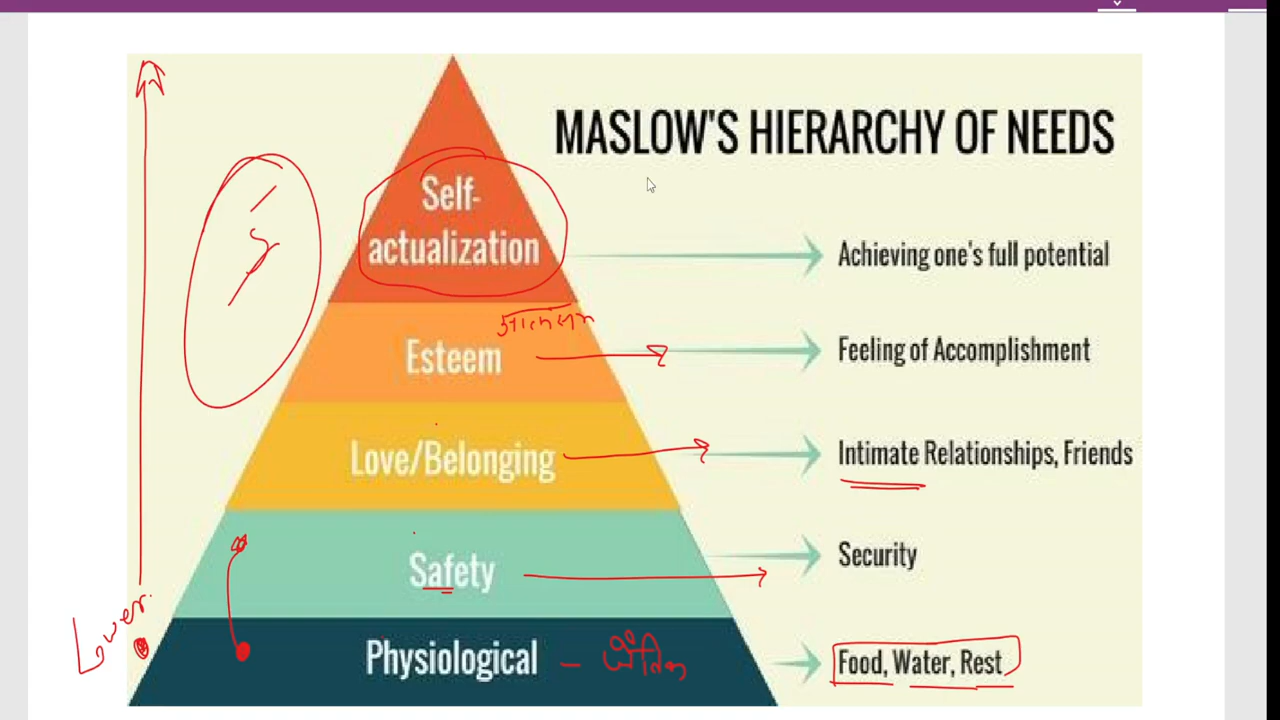 MASLOW'S HIERARCHY OF NEEDS
Self-
actualization
Achieving one's full potential
Esteem
Feeling of Accomplishment
Love/Belonging
Intimate Relationships, Friends
Safety
Security
Lower.
Physiological
Food, Water, Rest